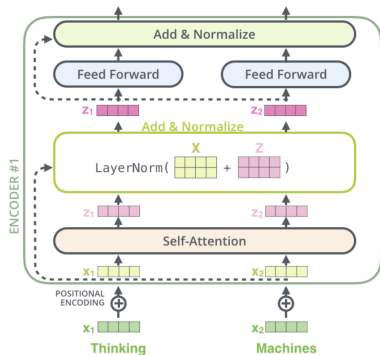 Add & Normalize
Feed Forward
Feed Forward
z1
z2
Add & Normalize
X
Z
LayerNorm( + )
z1
z2
Self-Attention
x1
x2
POSITIONAL
ENCODING
x1
x2
Thinking
Machines
ENCODER #1